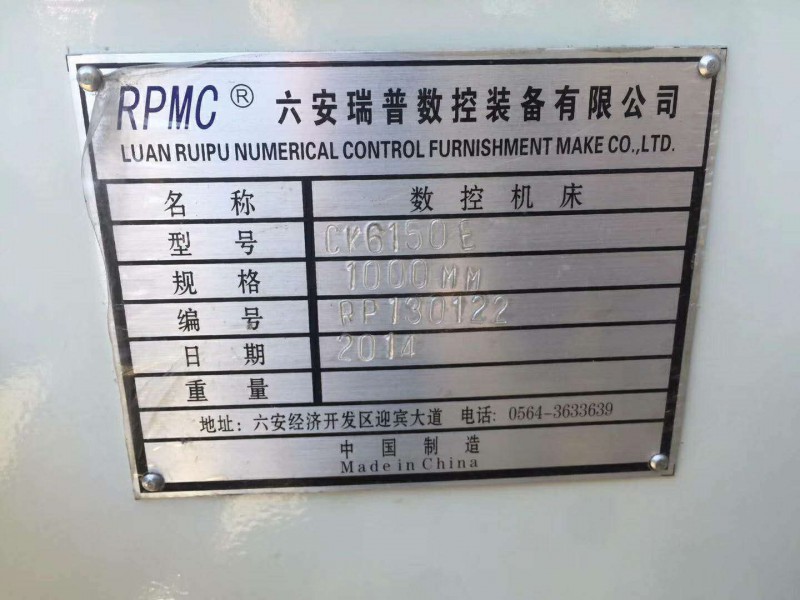 RPMC ® 六安瑞普数控装备有限公司
LUAN RUIPU NUMERICAL CONTROL FURNISHMENT MAKE CO.,LTD.
名 称 数 控 机 床
型 号 CK6150E
规 格 1000MM
编 号 RP130122
日 期 2014
重 量
地址: 六安经济开发区迎宾大道 电话: 0564-3633639
中 国 制 造
Made in China